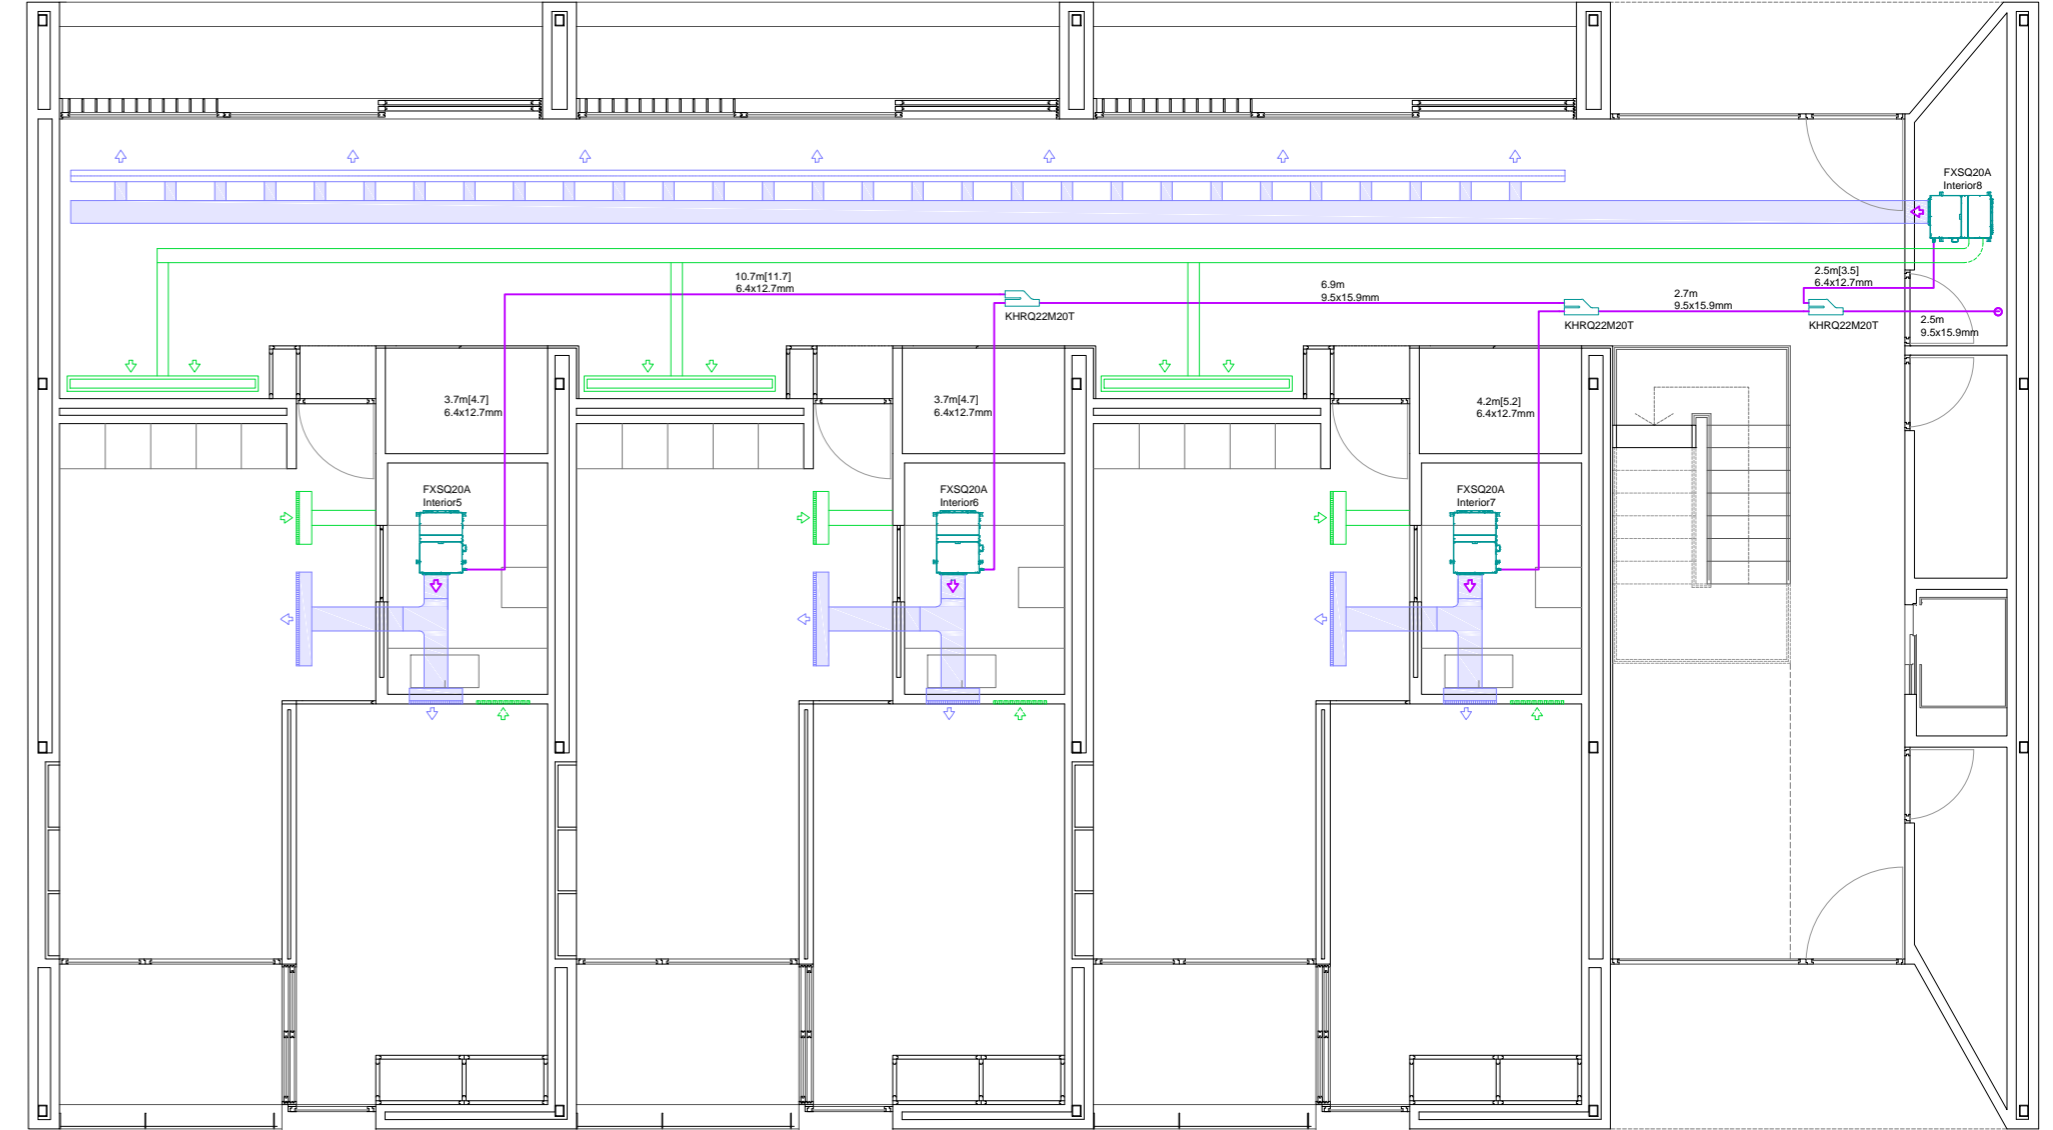 FXSQ20A
Interior8
10.7m[11.7]
6.4x12.7mm
KHRQ22M20T
6.9m
9.5x15.9mm
KHRQ22M20T
2.7m
9.5x15.9mm
2.5m[3.5]
6.4x12.7mm
KHRQ22M20T
2.5m
9.5x15.9mm
3.7m[4.7]
6.4x12.7mm
3.7m[4.7]
6.4x12.7mm
4.2m[5.2]
6.4x12.7mm
FXSQ20A
Interior5
FXSQ20A
Interior6
FXSQ20A
Interior7